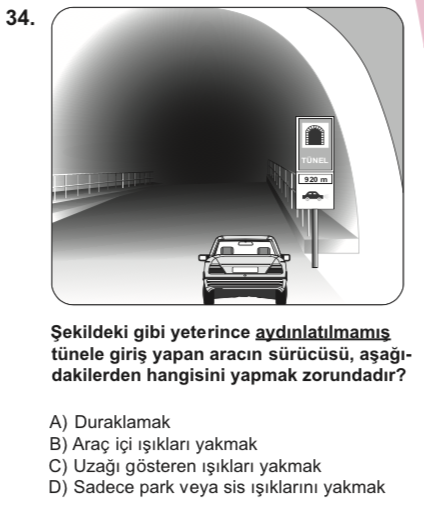 34.
TÜNEL
920 m
Şekildeki gibi yeterince aydınlatılmamış
tünele giriş yapan aracın sürücüsü, aşağı-
dakilerden hangisini yapmak zorundadır?
A) Duraklamak
B) Araç içi ışıkları yakmak
C) Uzağı gösteren ışıkları yakmak
D) Sadece park veya sis ışıklarını yakmak